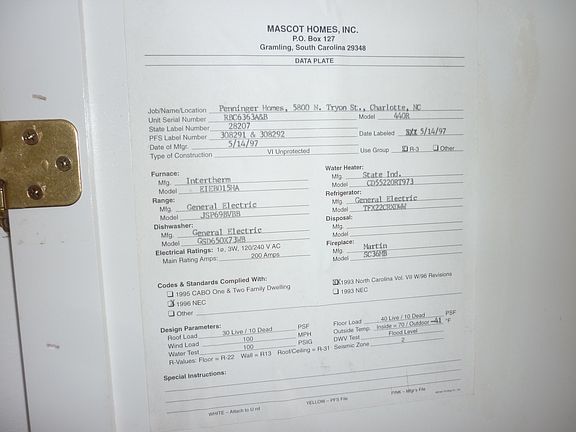 MASCOT HOMES, INC.
P.O. Box 127
Gramling, South Carolina 29348
DATA PLATE
Job/Name/Location Penninger Homes, 5800 N. Tryon St., Charlotte, NC
Unit Serial Number RBC6363A&B Model 440R
State Label Number 28207
PFS Label Number 308291 & 308292 Date Labeled 5/14/97
Date of Mfgr. 5/14/97
Type of Construction VI Unprotected Use Group R-3 Other
Furnace: Water Heater:
Mfg. Intertherm Mfg. State Ind.
Model EIEB015HA Model CD55220RT973
Range: Refrigerator:
Mfg. General Electric Mfg. General Electric
Model JSP69BVBB Model TFX22CRXDWW
Dishwasher: Disposal:
Mfg. General Electric Mfg.
Model GSD650X73WB Model
Electrical Ratings: 1ø, 3W, 120/240 V AC Fireplace:
Main Rating Amps: 200 Amps Mfg. Martin
Model SC36MB
Codes & Standards Complied With:
1995 CABO One & Two Family Dwelling 1993 North Carolina Vol. VII W/96 Revisions
1996 NEC 1993 NEC
Other
Design Parameters:
Roof Load 30 Live / 10 Dead PSF Floor Load 40 Live / 10 Dead PSF
Wind Load 100 MPH Outside Temp. Inside = 70 / Outdoor -41 °F
Water Test 100 PSIG DWV Test Flood Level
R-Values: Floor = R-22 Wall = R13 Roof/Ceiling = R-31 Seismic Zone 2
Special Instructions:
WHITE – Attach to Unit YELLOW – PFS File PINK – Mfgr's File